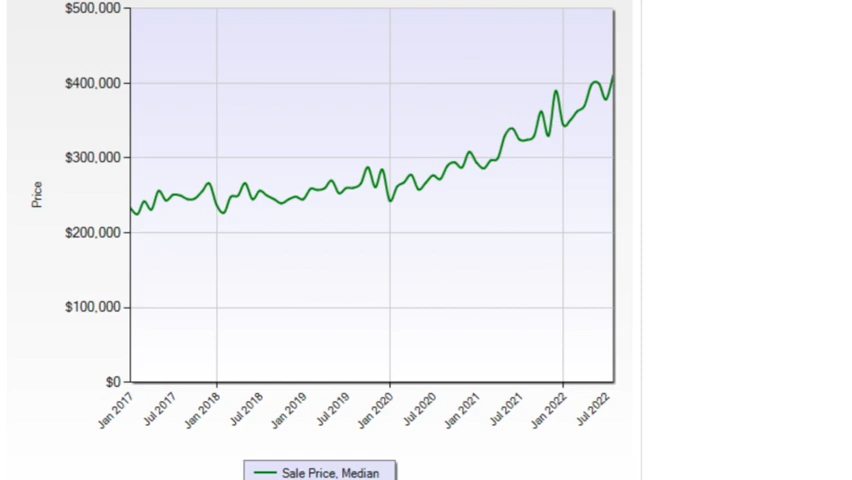 $500,000
$400,000
$300,000
$200,000
$100,000
$0
Price
Jan 2017
Jul 2017
Jan 2018
Jul 2018
Jan 2019
Jul 2019
Jan 2020
Jul 2020
Jan 2021
Jul 2021
Jan 2022
Jul 2022
Sale Price, Median